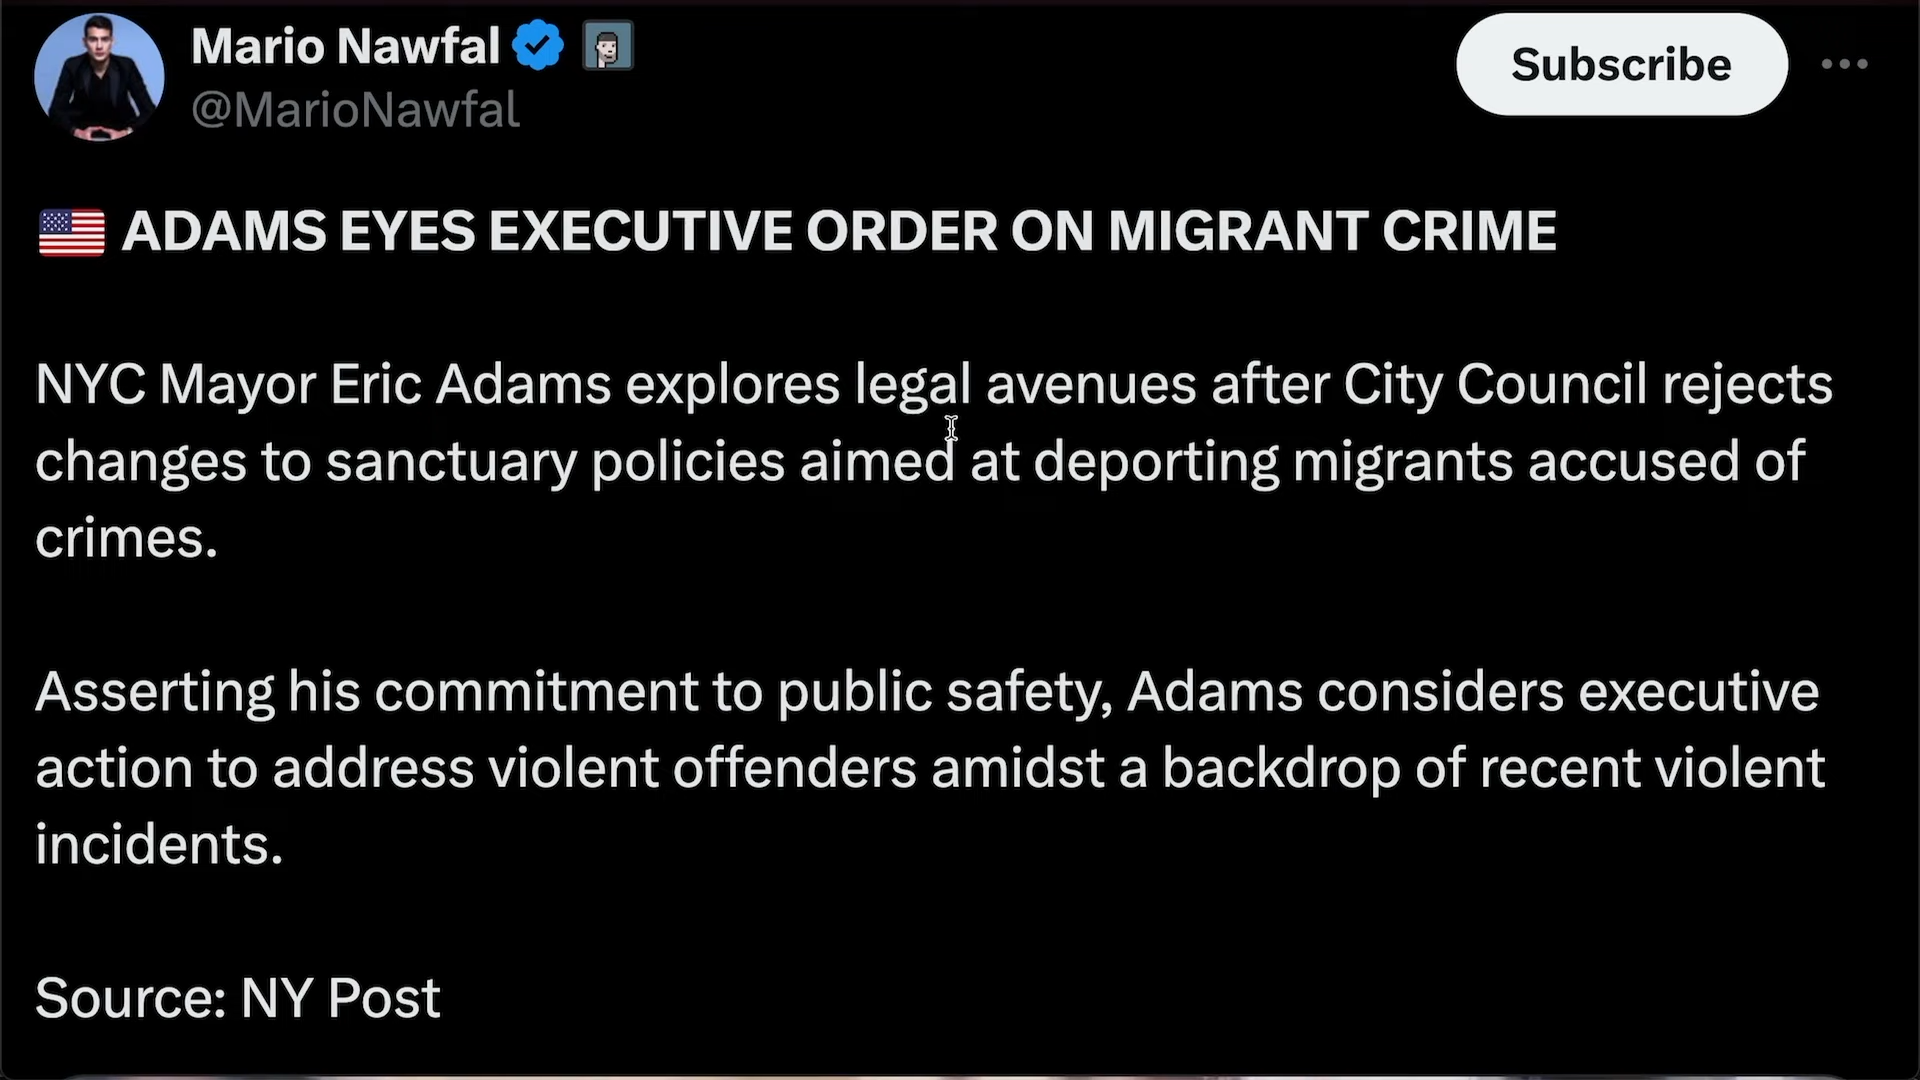 Mario Nawfal
@MarioNawfal
Subscribe
ADAMS EYES EXECUTIVE ORDER ON MIGRANT CRIME
NYC Mayor Eric Adams explores legal avenues after City Council rejects
changes to sanctuary policies aimed at deporting migrants accused of
crimes.
Asserting his commitment to public safety, Adams considers executive
action to address violent offenders amidst a backdrop of recent violent
incidents.
Source: NY Post